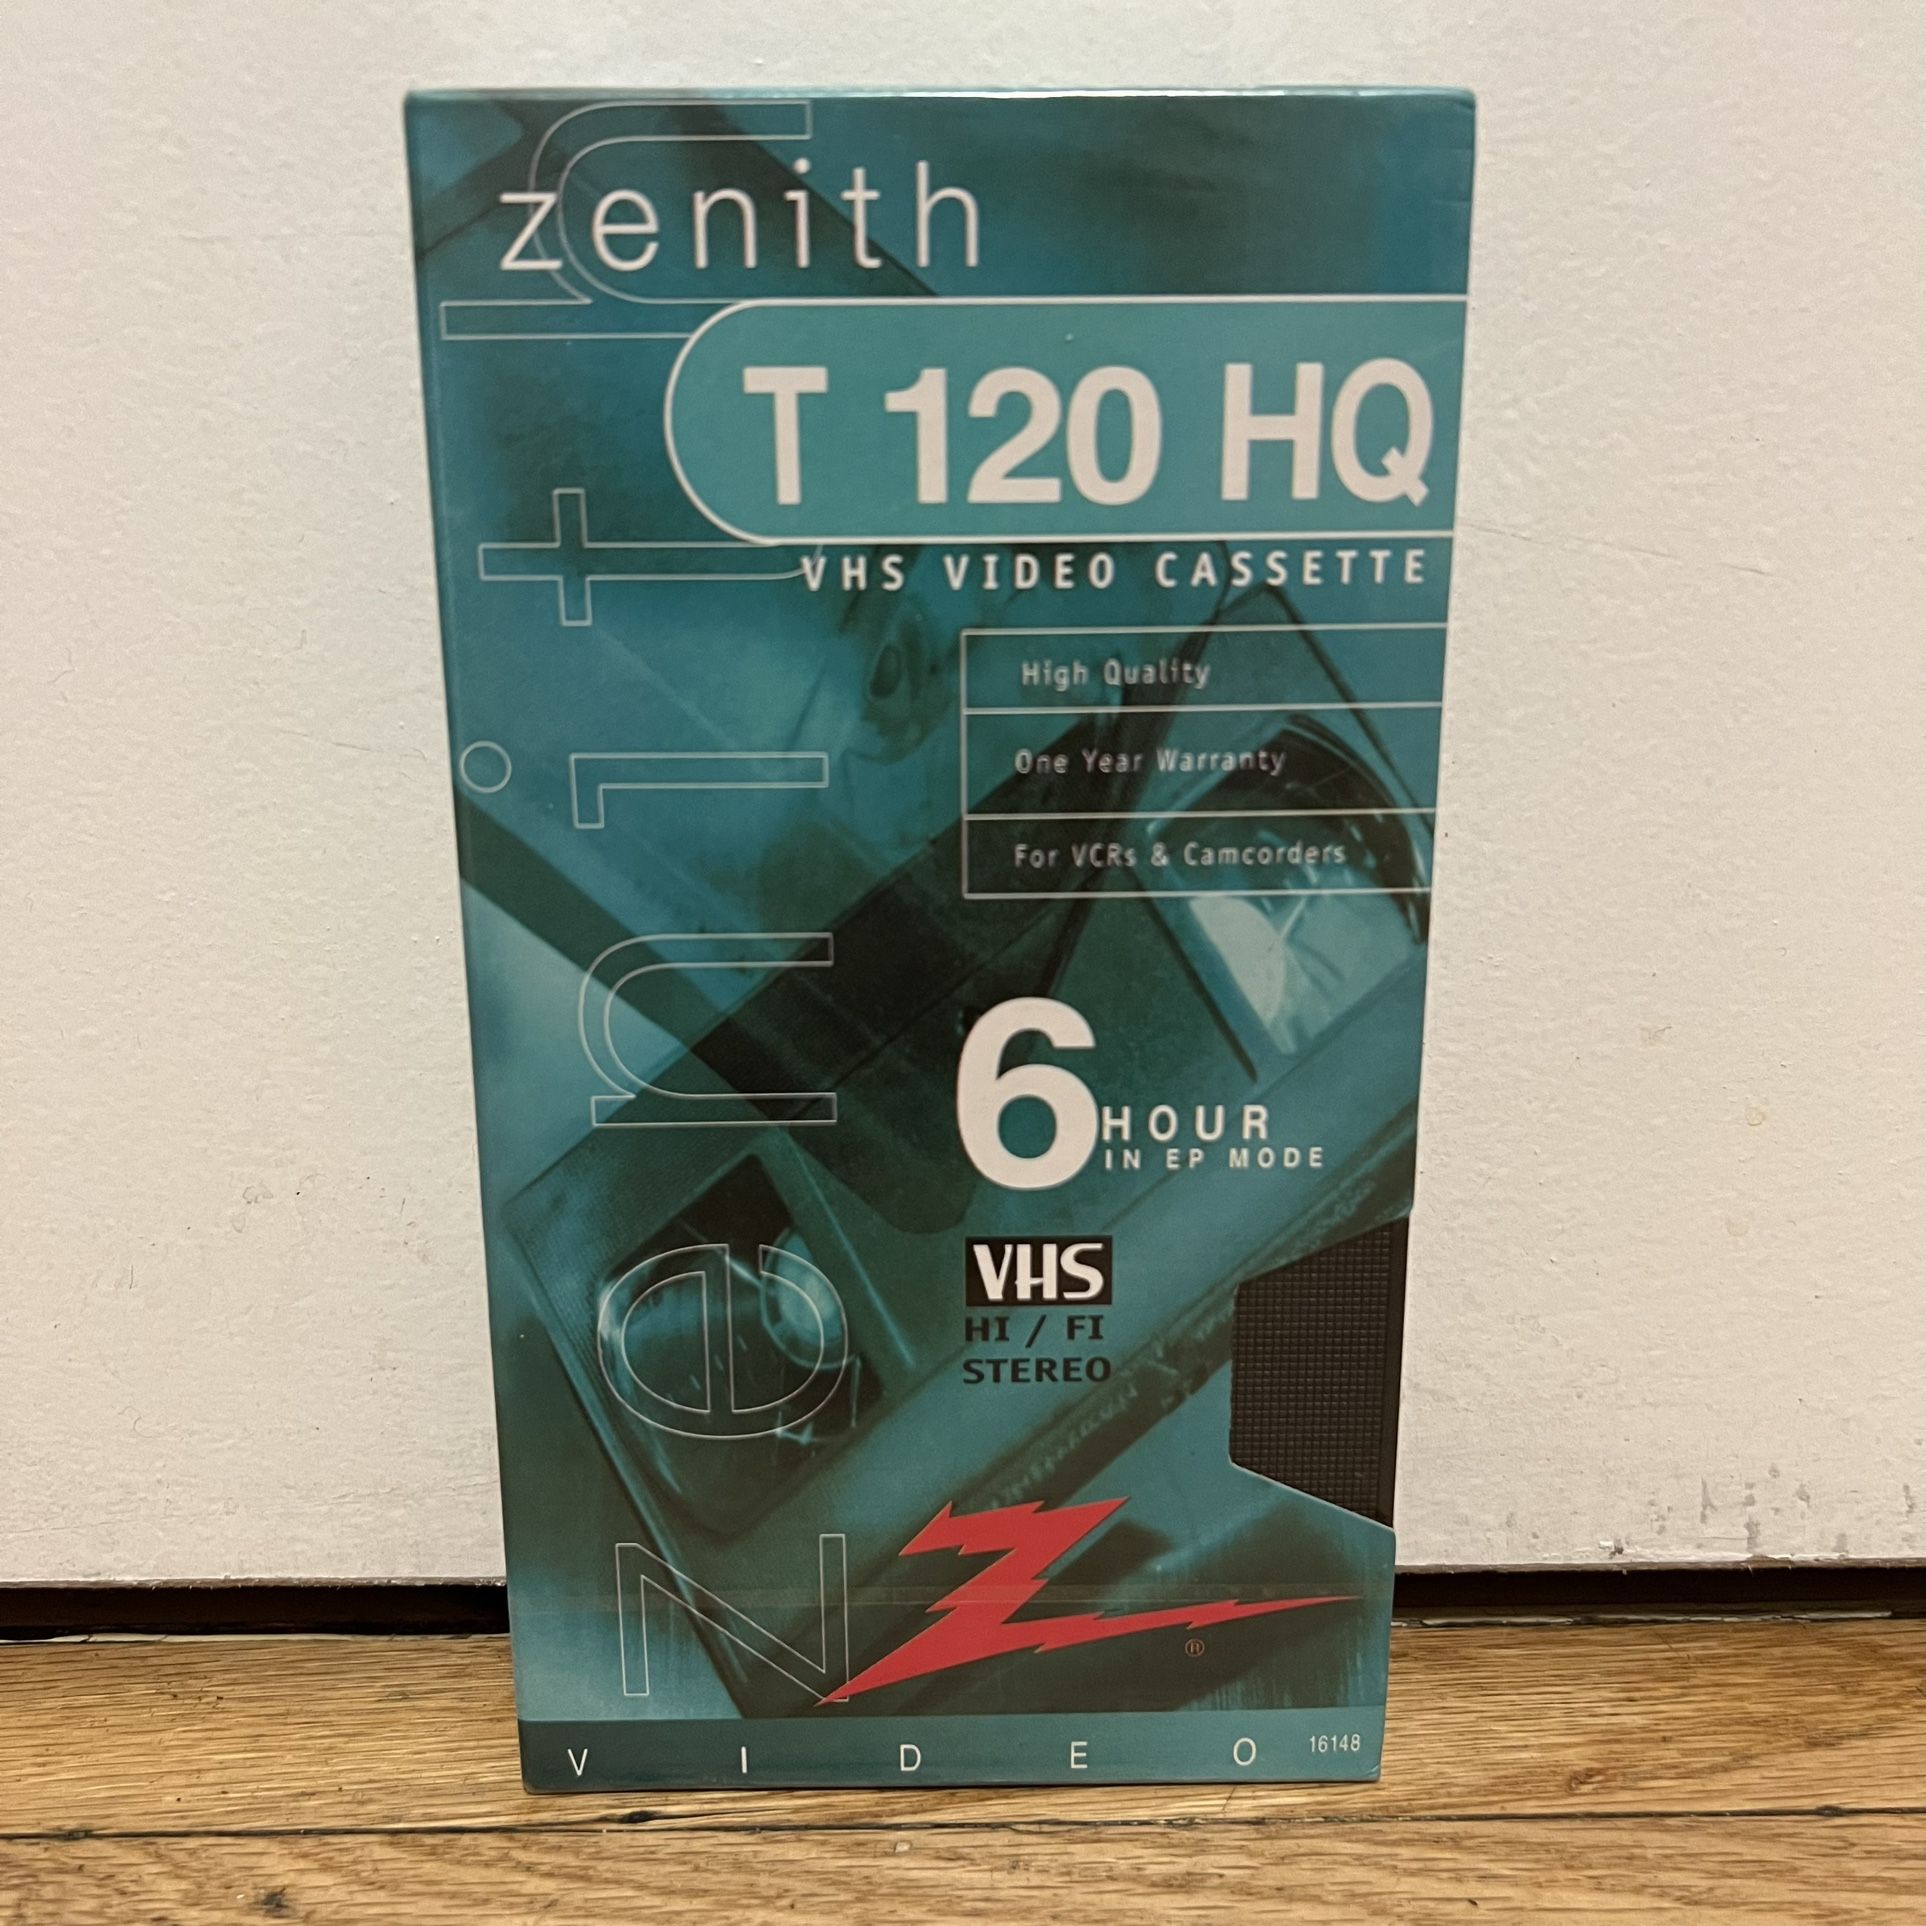 zenith
T 120 HQ
VHS VIDEO CASSETTE
High Quality
One Year Warranty
For VCRs & Camcorders
6 HOUR
IN EP MODE
VHS
HI / FI
STEREO
zenith
Z ®
VIDEO 16148